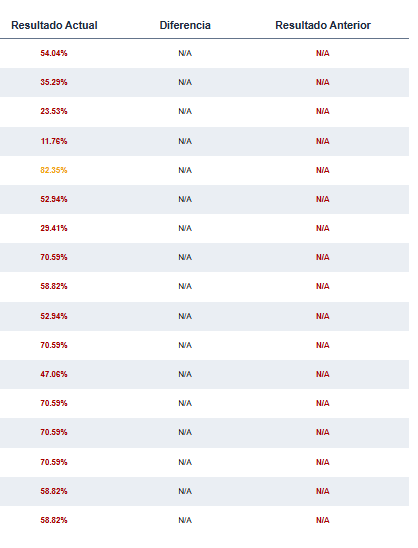 Resultado Actual Diferencia Resultado Anterior
54.04% N/A N/A
35.29% N/A N/A
23.53% N/A N/A
11.76% N/A N/A
82.35% N/A N/A
52.94% N/A N/A
29.41% N/A N/A
70.59% N/A N/A
58.82% N/A N/A
52.94% N/A N/A
70.59% N/A N/A
47.06% N/A N/A
70.59% N/A N/A
70.59% N/A N/A
70.59% N/A N/A
58.82% N/A N/A
58.82% N/A N/A